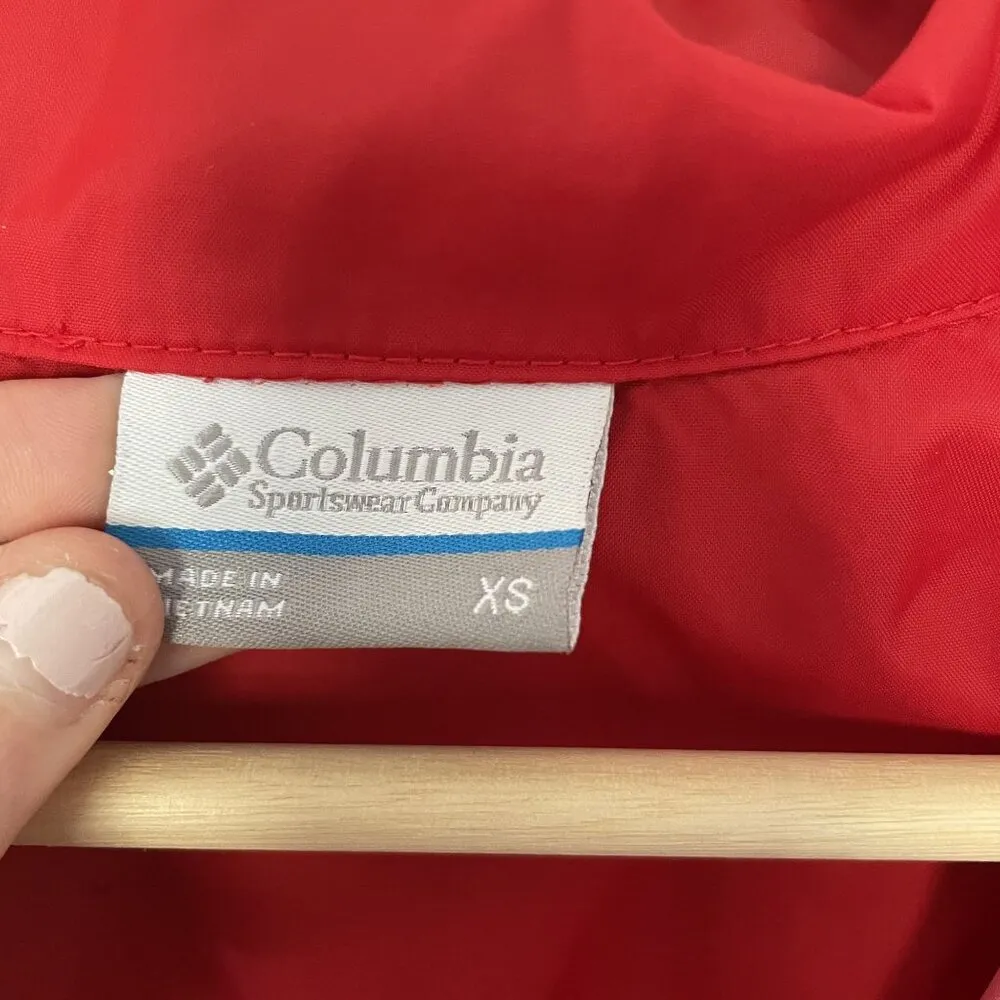 Columbia
Sportswear Company
MADE IN
VIETNAM
XS